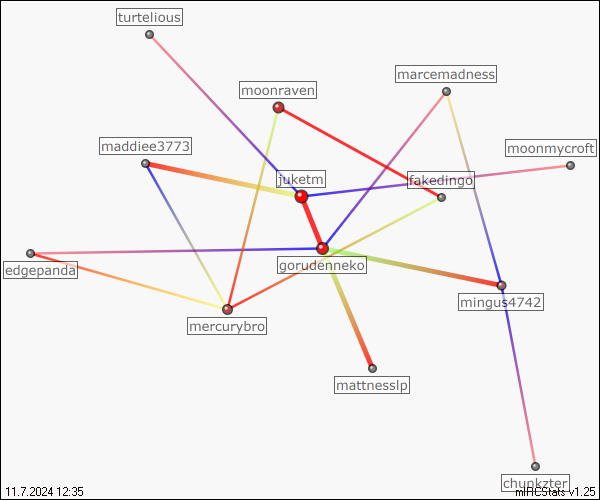 turtelious
marcemadness
moonraven
maddiee3773
moonmycroft
juketm
fakedingo
edgepanda
gorudenneko
mingus4742
mercurybro
mattnesslp
chunkzter
11.7.2024 12:35
mIRCStats v1.25